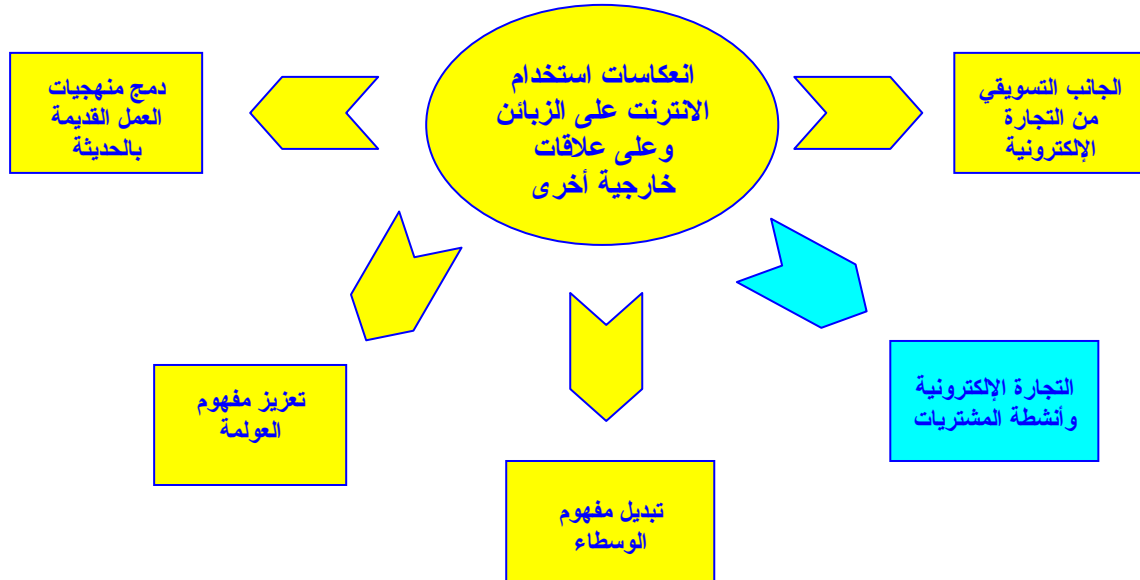 انعكاسات استخدام
الانترنت على الزبائن
وعلى علاقات
خارجية أخرى
الجانب التسويقي
من التجارة
الإلكترونية
التجارة الإلكترونية
وأنشطة المشتريات
تبديل مفهوم
الوسطاء
تعزيز مفهوم
العولمة
دمج منهجيات
العمل القديمة
بالحديثة